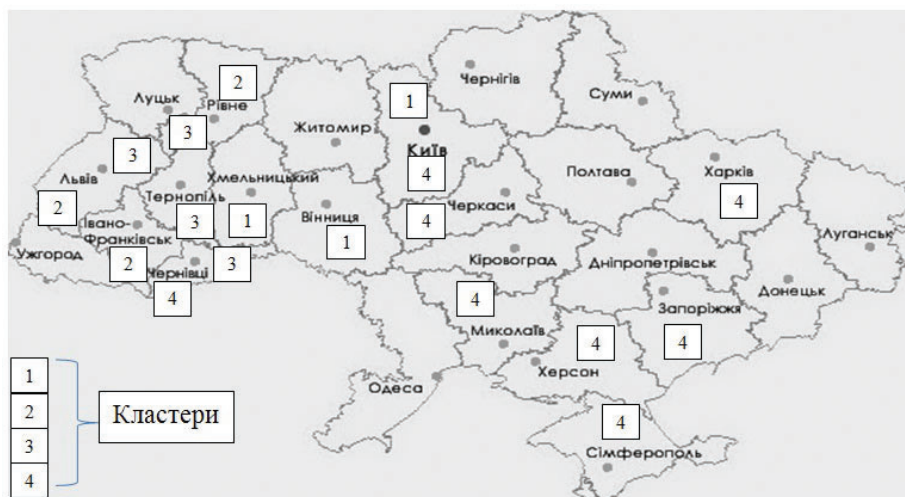 Чернігів
2
Суми
1
Луцьк
Рівне
3
Житомир
Київ
3
Львів
4
Харків
Полтава
Хмельницький
Тернопіль
4
Черкаси
4
2
Вінниця
3
1
Івано-
Франківськ
1
Луганськ
Ужгород
2
Чернівці
3
Кіровоград
Дніпропетрівськ
4
Донецьк
4
Запоріжжя
Миколаїв
4
4
Херсон
Одеса
4
Сімферополь
1
2
3
4
Кластери